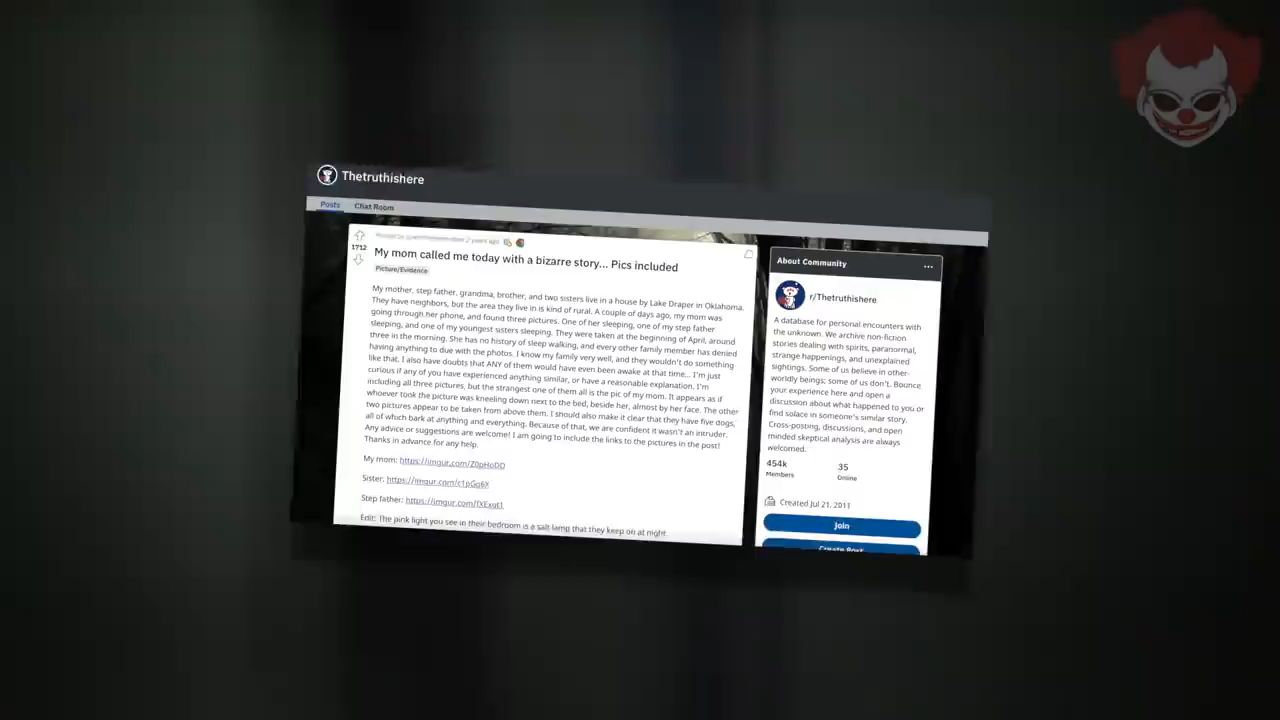 Thetruthishere
Posts
Chat Room
2 years ago
1712
My mom called me today with a bizarre story... Pics included
Picture/Evidence
My mother, step father, grandma, brother, and two sisters live in a house by Lake Draper in Oklahoma.
They have neighbors, but the area they live in is kind of rural. A couple of days ago, my mom was
going through her phone, and found three pictures. One of her sleeping, one of my step father
sleeping, and one of my youngest sisters sleeping. They were taken at the beginning of April, around
three in the morning. She has no history of sleep walking, and every other family member has denied
having anything to due with the photos. I know my family very well, and they wouldn't do something
like that. I also have doubts that ANY of them would have even been awake at that time... I'm just
curious if any of you have experienced anything similar, or have a reasonable explanation. I'm
including all three pictures, but the strangest one of them all is the pic of my mom. It appears as if
whoever took the picture was kneeling down next to the bed, beside her, almost by her face. The other
two pictures appear to be taken from above them. I should also make it clear that they have five dogs,
all of which bark at anything and everything. Because of that, we are confident it wasn't an intruder.
Any advice or suggestions are welcome! I am going to include the links to the pictures in the post!
Thanks in advance for any help.
My mom: https://imgur.com/Z0pHoDD
Sister: https://imgur.com/c1pGq6X
Step father: https://imgur.com/fXExqt1
Edit: The pink light you see in their bedroom is a salt lamp that they keep on at night.
About Community
r/Thetruthishere
A database for personal encounters with
the unknown. We archive non-fiction
stories dealing with spirits, paranormal,
strange happenings, and unexplained
sightings. Some of us believe in other-
worldly beings; some of us don't. Bounce
your experience here and open a
discussion about what happened to you or
find solace in someone's similar story.
Cross-posting, discussions, and open
minded skeptical analysis are always
welcomed.
454k
35
Members
Online
Created Jul 21, 2011
Join
Create Post